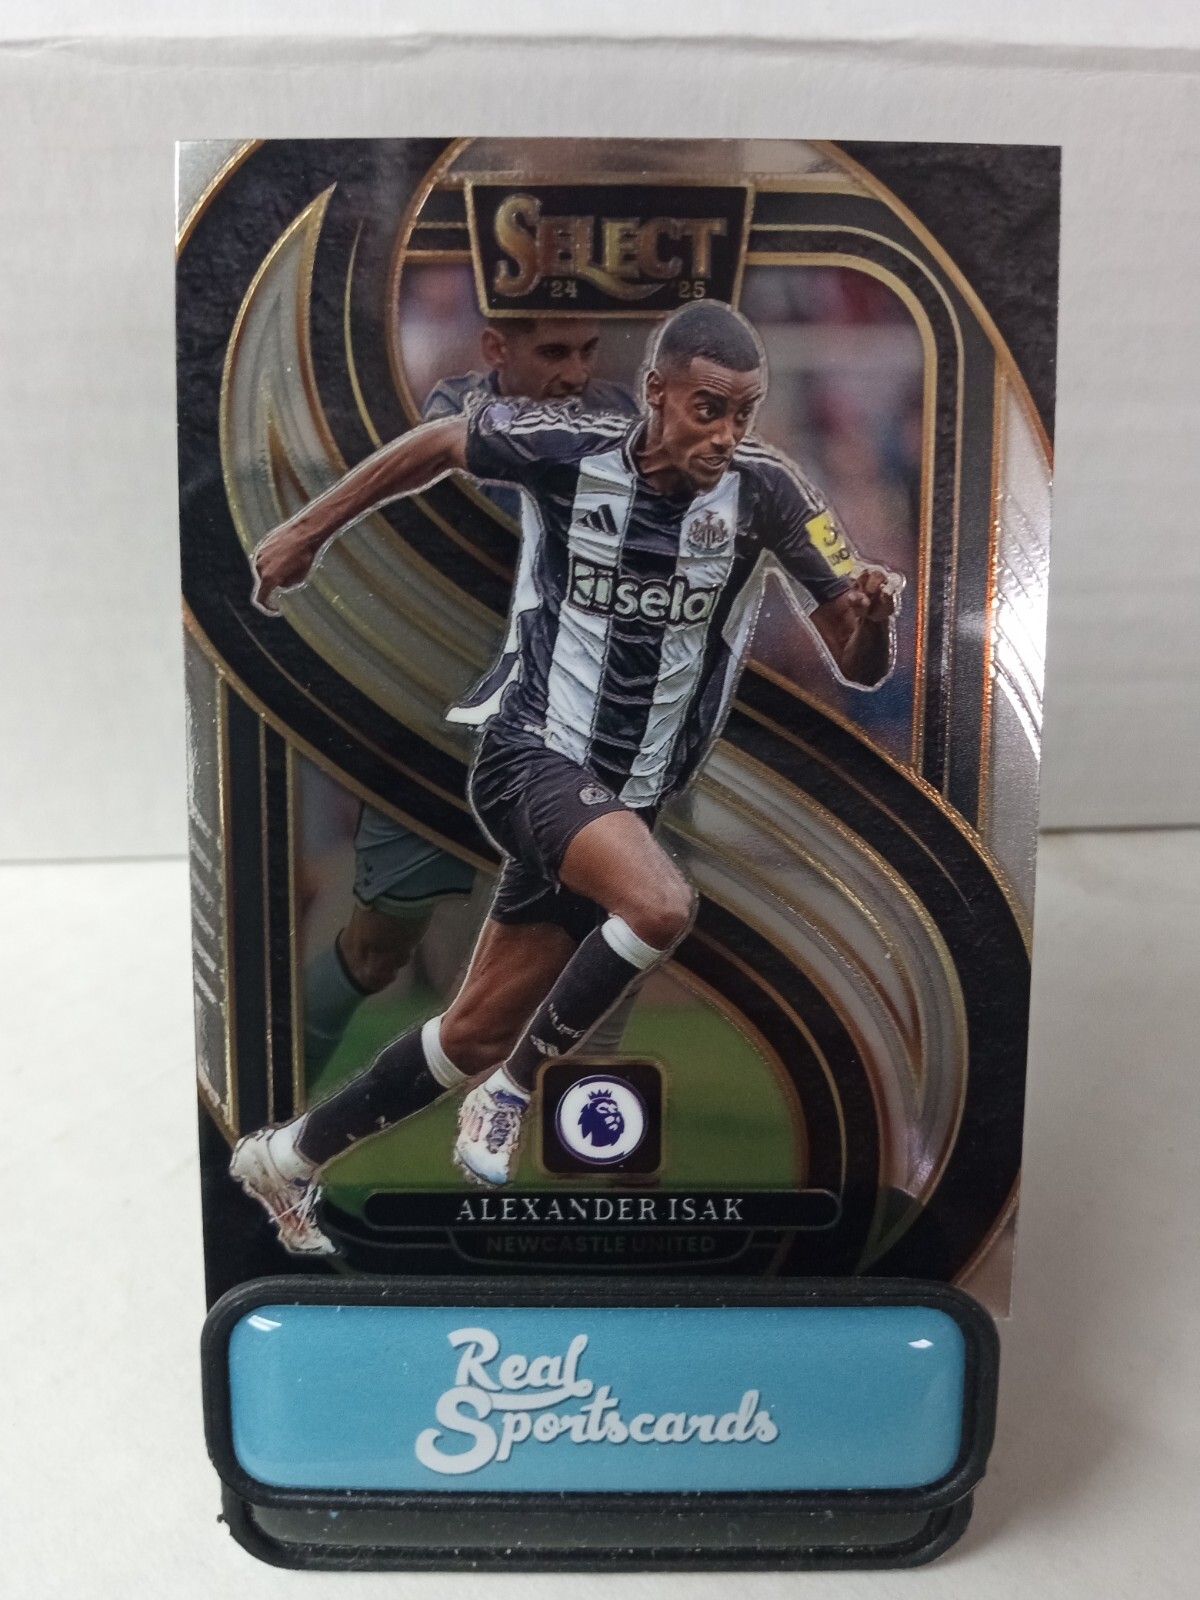 SELECT
'24 '25
sela
ALEXANDER ISAK
NEWCASTLE UNITED
Real
Sportscards